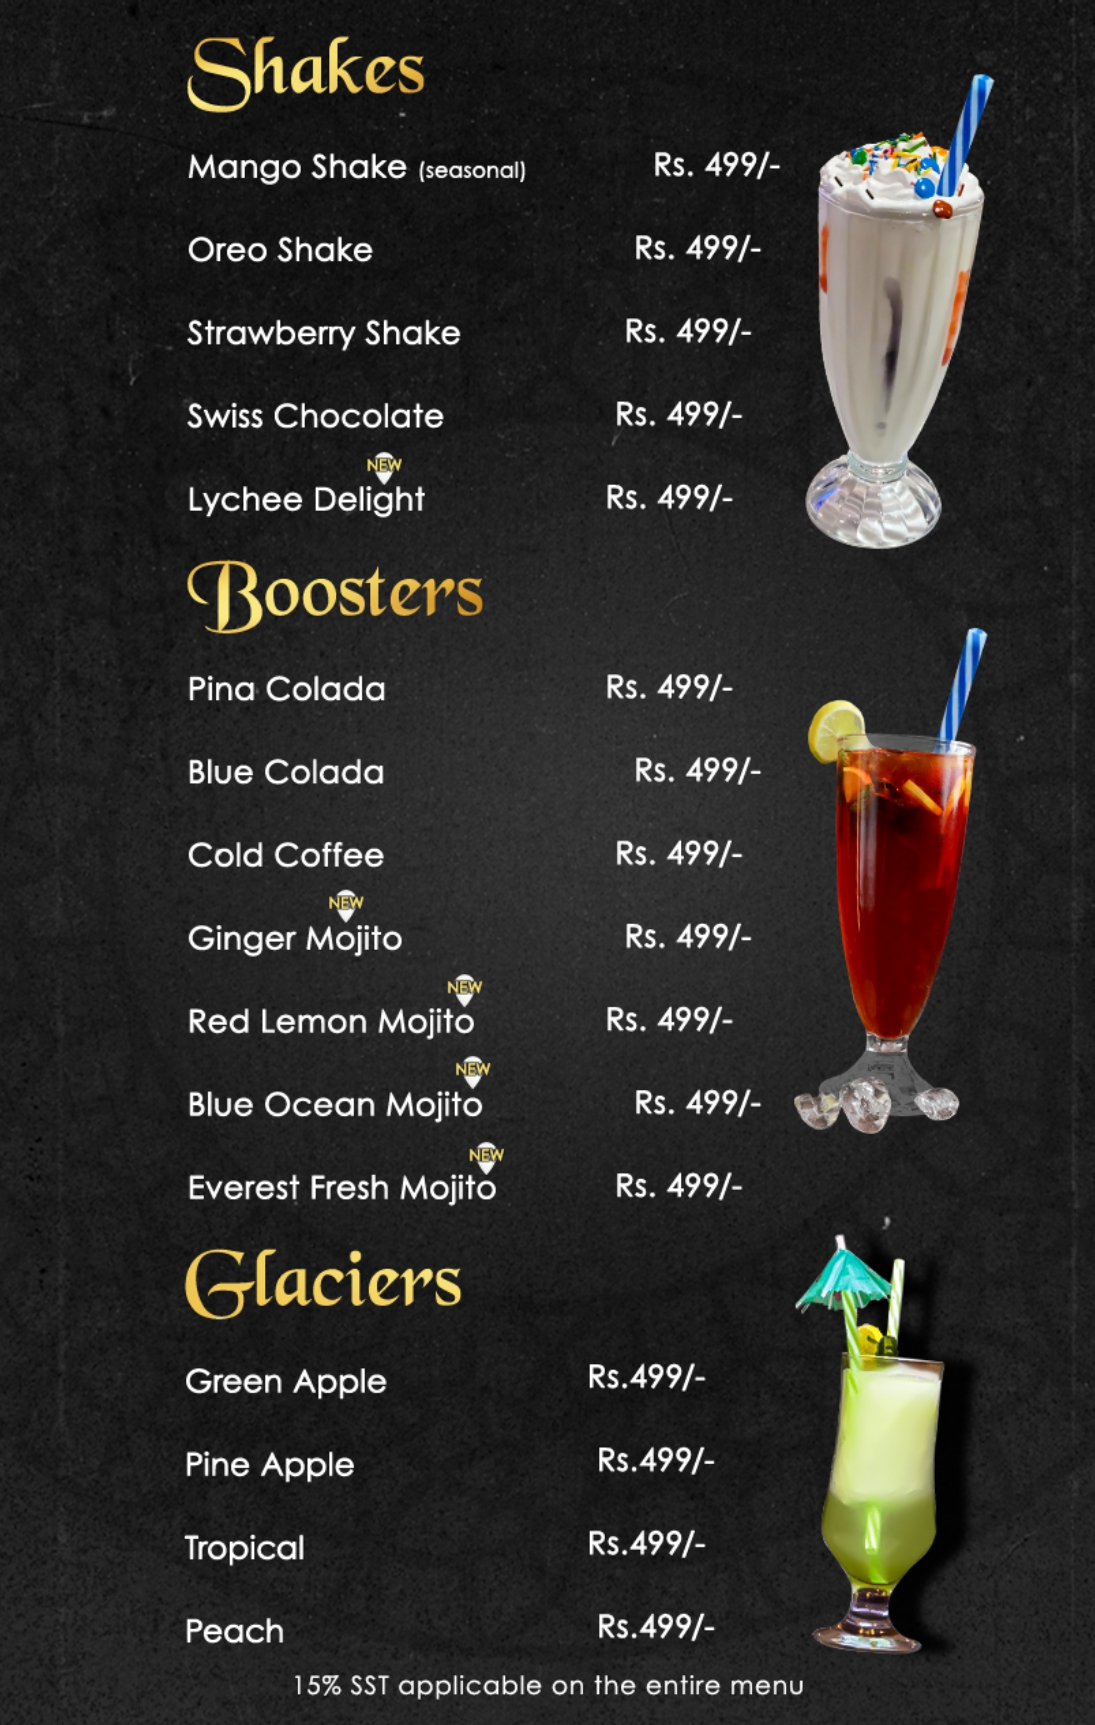 Shakes
Mango Shake (seasonal) Rs. 499/-
Oreo Shake Rs. 499/-
Strawberry Shake Rs. 499/-
Swiss Chocolate Rs. 499/-
NEW
Lychee Delight Rs. 499/-
Boosters
Pina Colada Rs. 499/-
Blue Colada Rs. 499/-
Cold Coffee Rs. 499/-
NEW
Ginger Mojito Rs. 499/-
NEW
Red Lemon Mojito Rs. 499/-
NEW
Blue Ocean Mojito Rs. 499/-
NEW
Everest Fresh Mojito Rs. 499/-
Glaciers
Green Apple Rs.499/-
Pine Apple Rs.499/-
Tropical Rs.499/-
Peach Rs.499/-
15% SST applicable on the entire menu